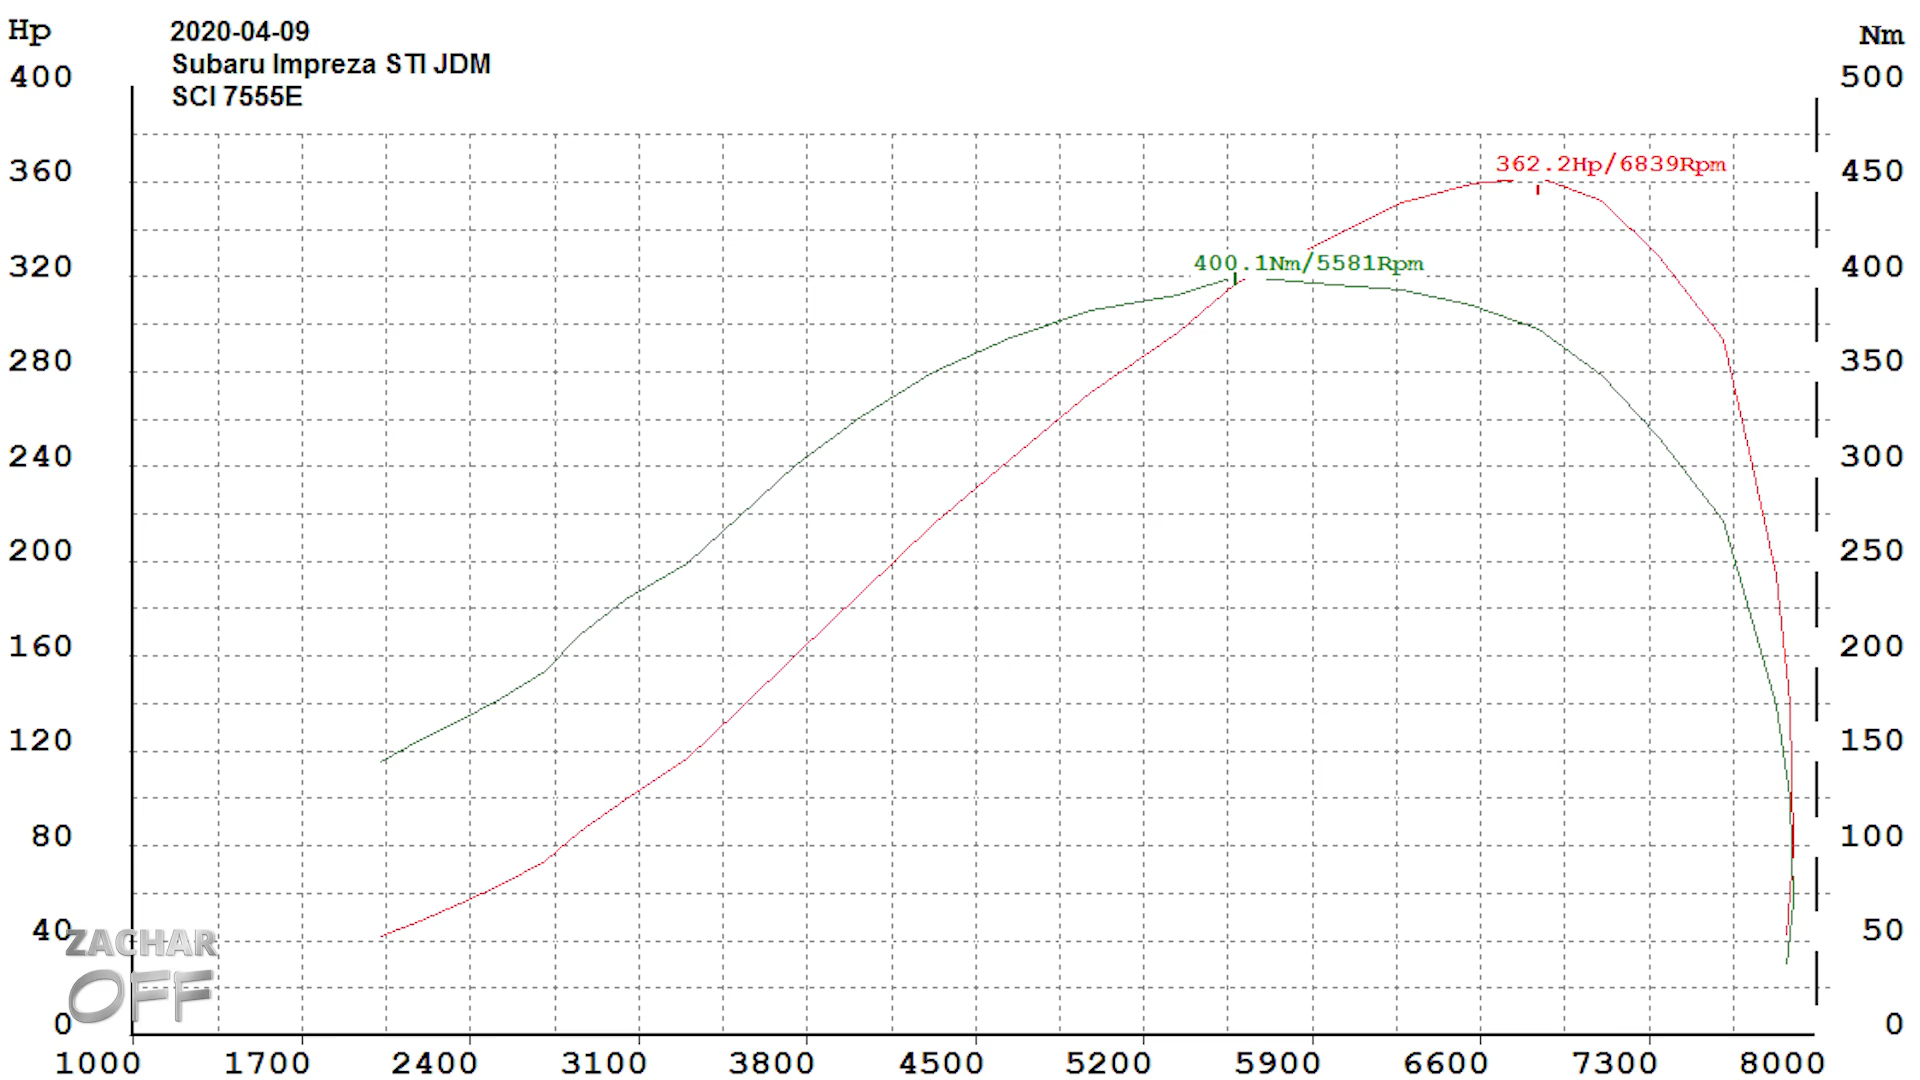 Hp
2020-04-09
Nm
Subaru Impreza STI JDM
400
500
SCI 7555E
362.2Hp/6839Rpm
360
450
400.1Nm/5581Rpm
320
400
280
350
240
300
200
250
160
200
120
150
80
100
40
50
ZACHAR
OFF
0
0
1000 1700 2400 3100 3800 4500 5200 5900 6600 7300 8000